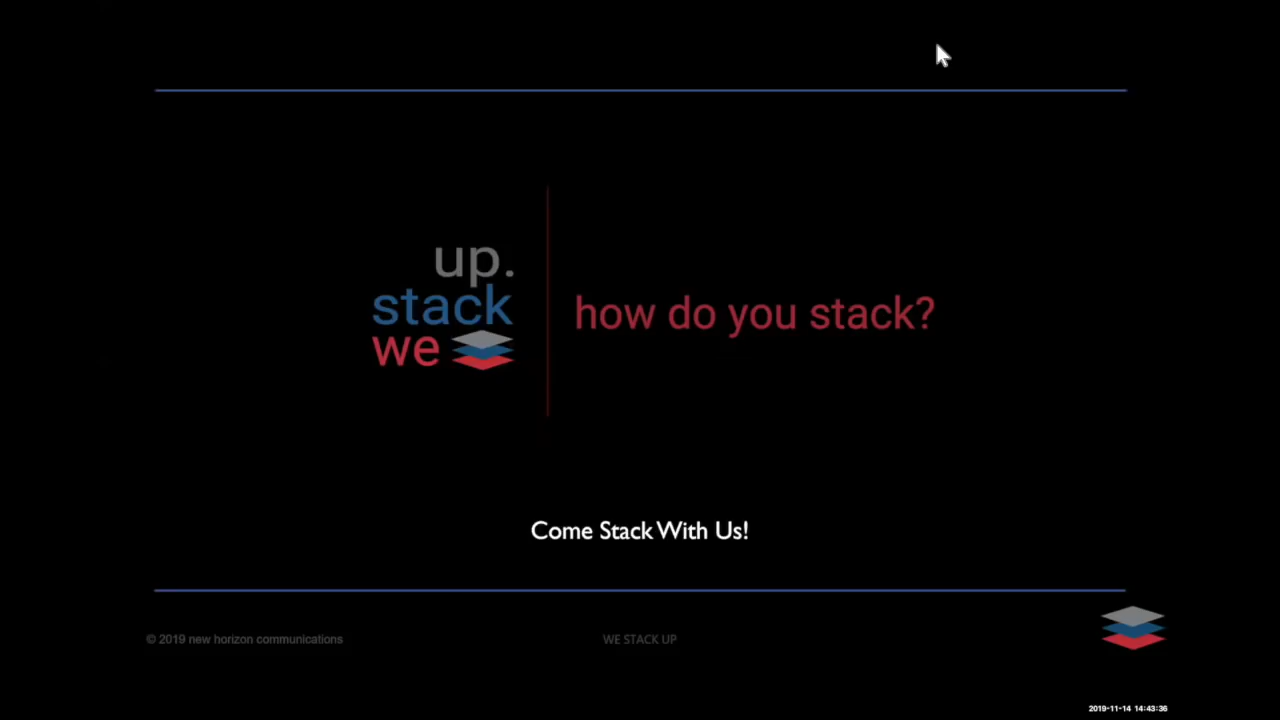 up.
stack
we
how do you stack?
Come Stack With Us!
© 2019 new horizon communications
WE STACK UP
2019-11-14 14:43:36